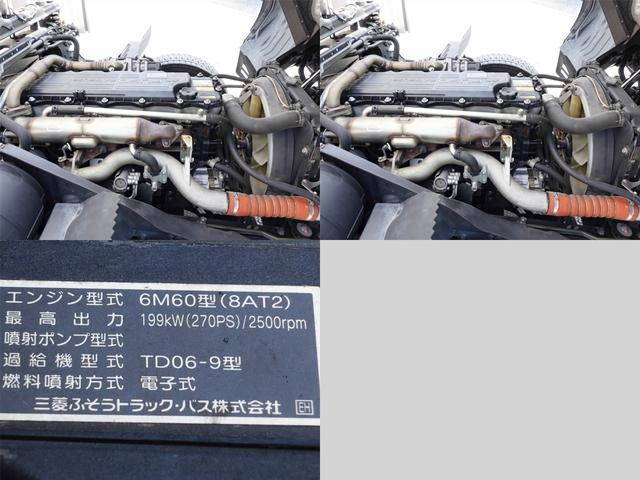 エンジン型式 6M60型(8AT2)
最高出力 199kW(270PS)/2500rpm
噴射ポンプ型式
過給機型式 TD06-9型
燃料噴射方式 電子式
三菱ふそうトラック・バス株式会社 EH